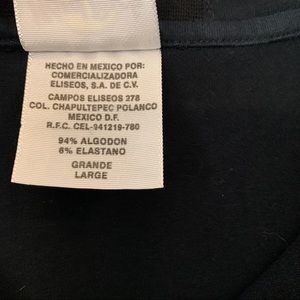 HECHO EN MEXICO POR:
COMERCIALIZADORA
ELISEOS, S.A. DE C.V.
CAMPOS ELISEOS 278
COL. CHAPULTEPEC POLANCO
MEXICO D.F.
R.F.C. CEL-941219-780
94% ALGODON
6% ELASTANO
GRANDE
LARGE